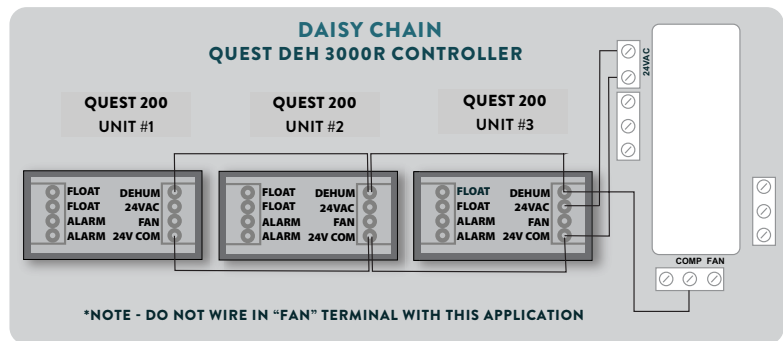 DAISY CHAIN
QUEST DEH 3000R CONTROLLER
QUEST 200
UNIT #1
QUEST 200
UNIT #2
QUEST 200
UNIT #3
24VAC
FLOAT DEHUM
FLOAT 24VAC
ALARM FAN
ALARM 24V COM
FLOAT DEHUM
FLOAT 24VAC
ALARM FAN
ALARM 24V COM
FLOAT DEHUM
FLOAT 24VAC
ALARM FAN
ALARM 24V COM
COMP FAN
*NOTE - DO NOT WIRE IN “FAN” TERMINAL WITH THIS APPLICATION